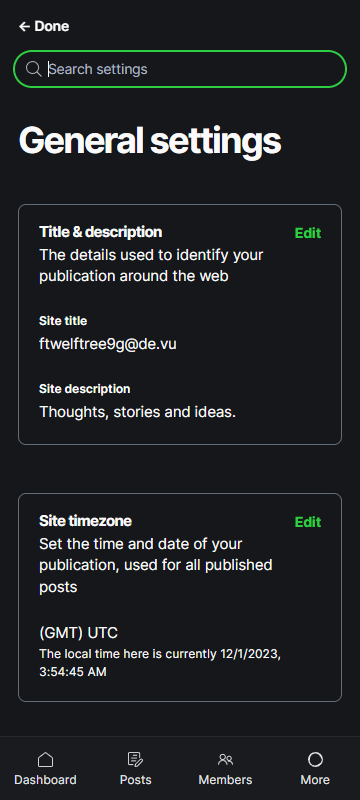 ← Done
Search settings
General settings
Title & description
Edit
The details used to identify your
publication around the web
Site title
ftwelftree9g@de.vu
Site description
Thoughts, stories and ideas.
Site timezone
Edit
Set the time and date of your
publication, used for all published
posts
(GMT) UTC
The local time here is currently 12/1/2023,
3:54:45 AM
Dashboard
Posts
Members
More